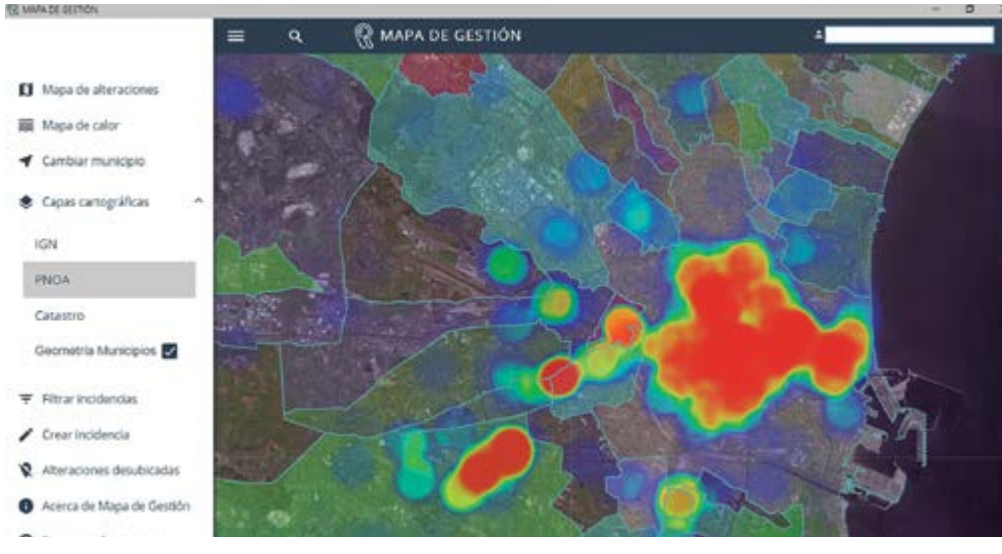 MAPA DE GESTIÓN
MAPA DE GESTIÓN
Mapa de alteraciones
Mapa de calor
Cambiar municipio
Capas cartográficas
IGN
PNOA
Catastro
Geometría Municipios
Filtrar incidencias
Crear incidencia
Alteraciones desubicadas
Acerca de Mapa de Gestión